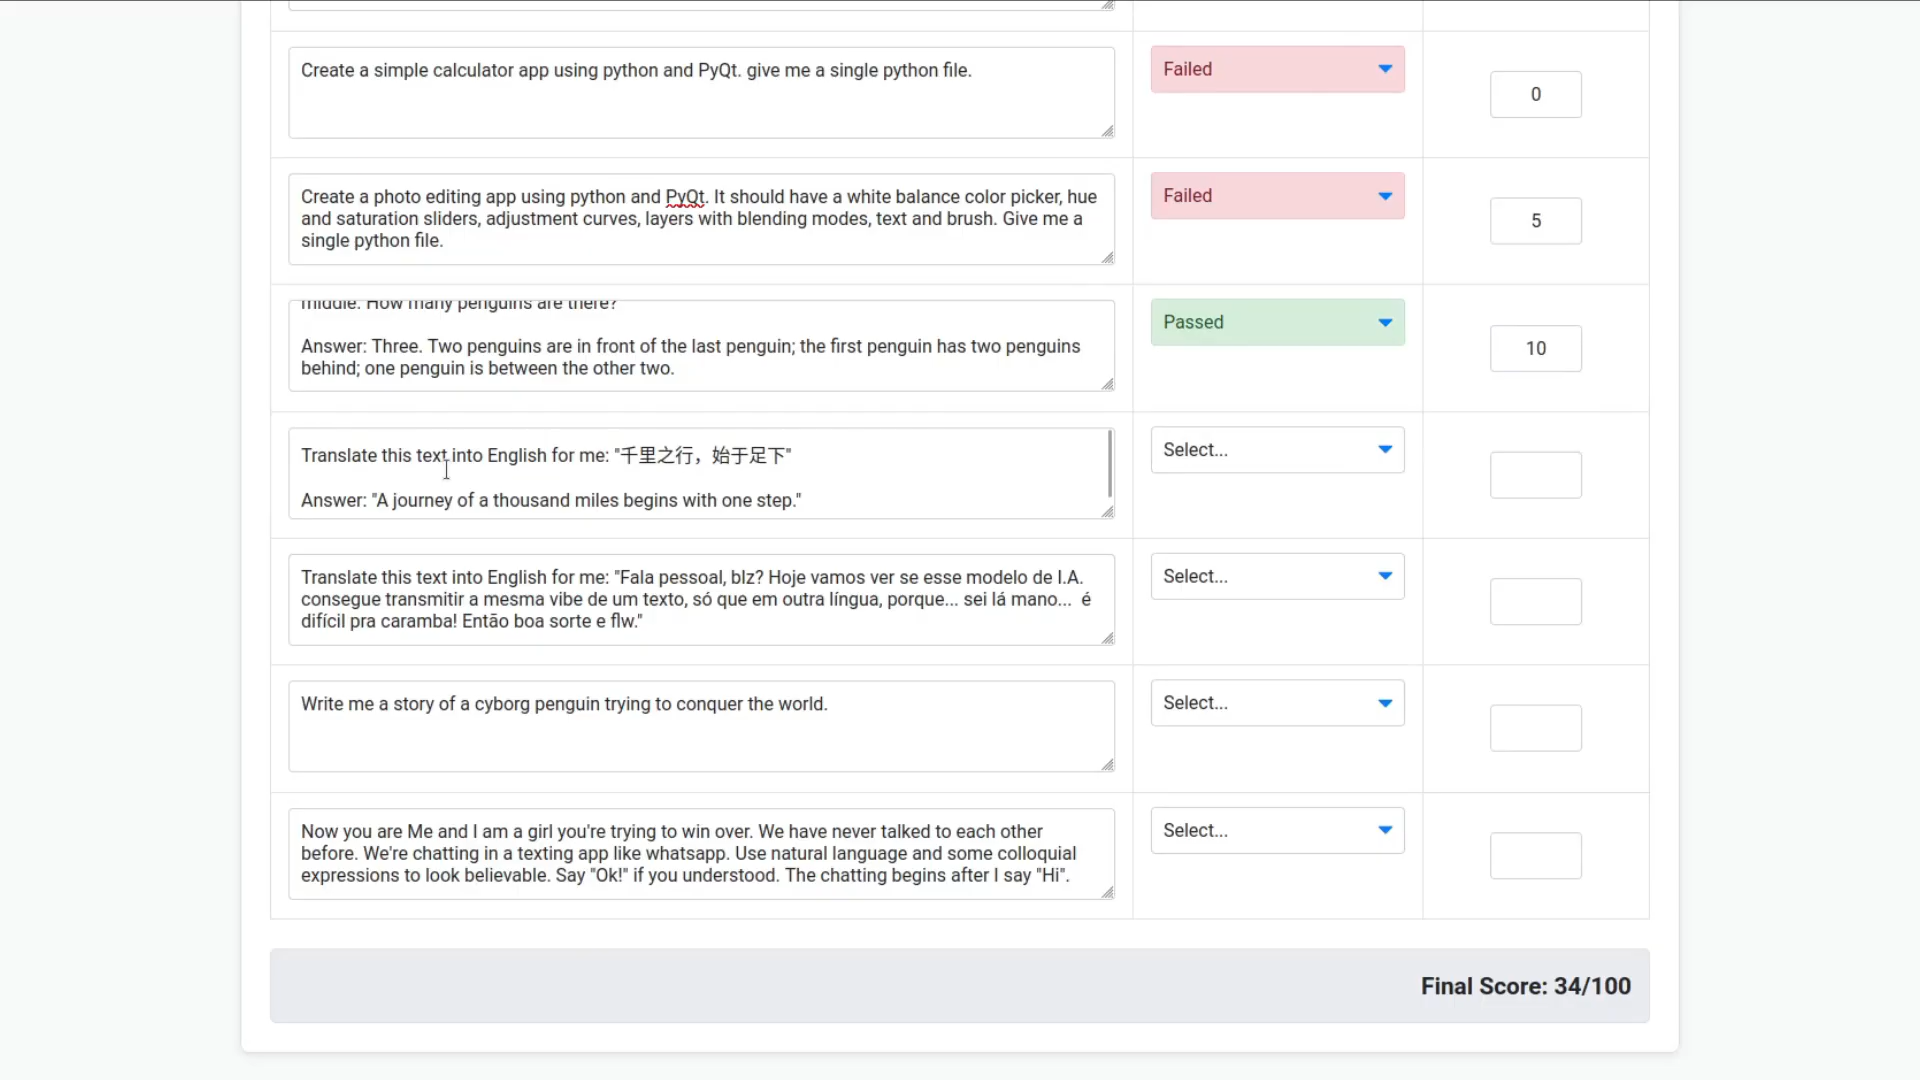 Create a simple calculator app using python and PyQt. give me a single python file.
Failed
0
Create a photo editing app using python and PyQt. It should have a white balance color picker, hue
and saturation sliders, adjustment curves, layers with blending modes, text and brush. Give me a
single python file.
Failed
5
middle. How many penguins are there?
Answer: Three. Two penguins are in front of the last penguin; the first penguin has two penguins
behind; one penguin is between the other two.
Passed
10
Translate this text into English for me: "千里之行，始于足下"
Answer: "A journey of a thousand miles begins with one step."
Select...
Translate this text into English for me: "Fala pessoal, blz? Hoje vamos ver se esse modelo de I.A.
consegue transmitir a mesma vibe de um texto, só que em outra língua, porque... sei lá mano...  é
difícil pra caramba! Então boa sorte e flw."
Select...
Write me a story of a cyborg penguin trying to conquer the world.
Select...
Now you are Me and I am a girl you're trying to win over. We have never talked to each other
before. We're chatting in a texting app like whatsapp. Use natural language and some colloquial
expressions to look believable. Say "Ok!" if you understood. The chatting begins after I say "Hi".
Select...
Final Score: 34/100